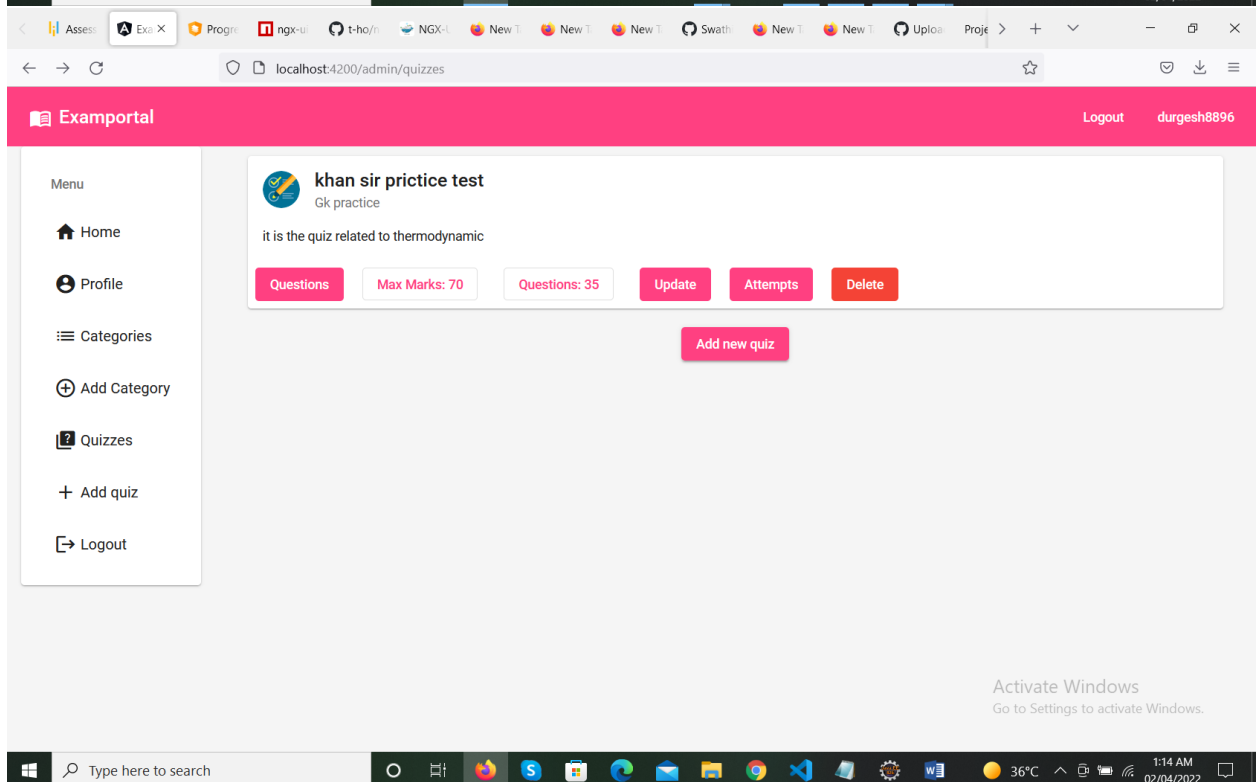 Assess Exa Progre ngx-u t-ho/n NGX-L New T New T New T Swath New T New T Uploa Proje
localhost:4200/admin/quizzes
Examportal Logout durgesh8896
Menu
Home
Profile
Categories
Add Category
Quizzes
Add quiz
Logout
khan sir prictice test
Gk practice
it is the quiz related to thermodynamic
Questions Max Marks: 70 Questions: 35 Update Attempts Delete
Add new quiz
Activate Windows
Go to Settings to activate Windows.
Type here to search 36°C 1:14 AM
02/04/2022